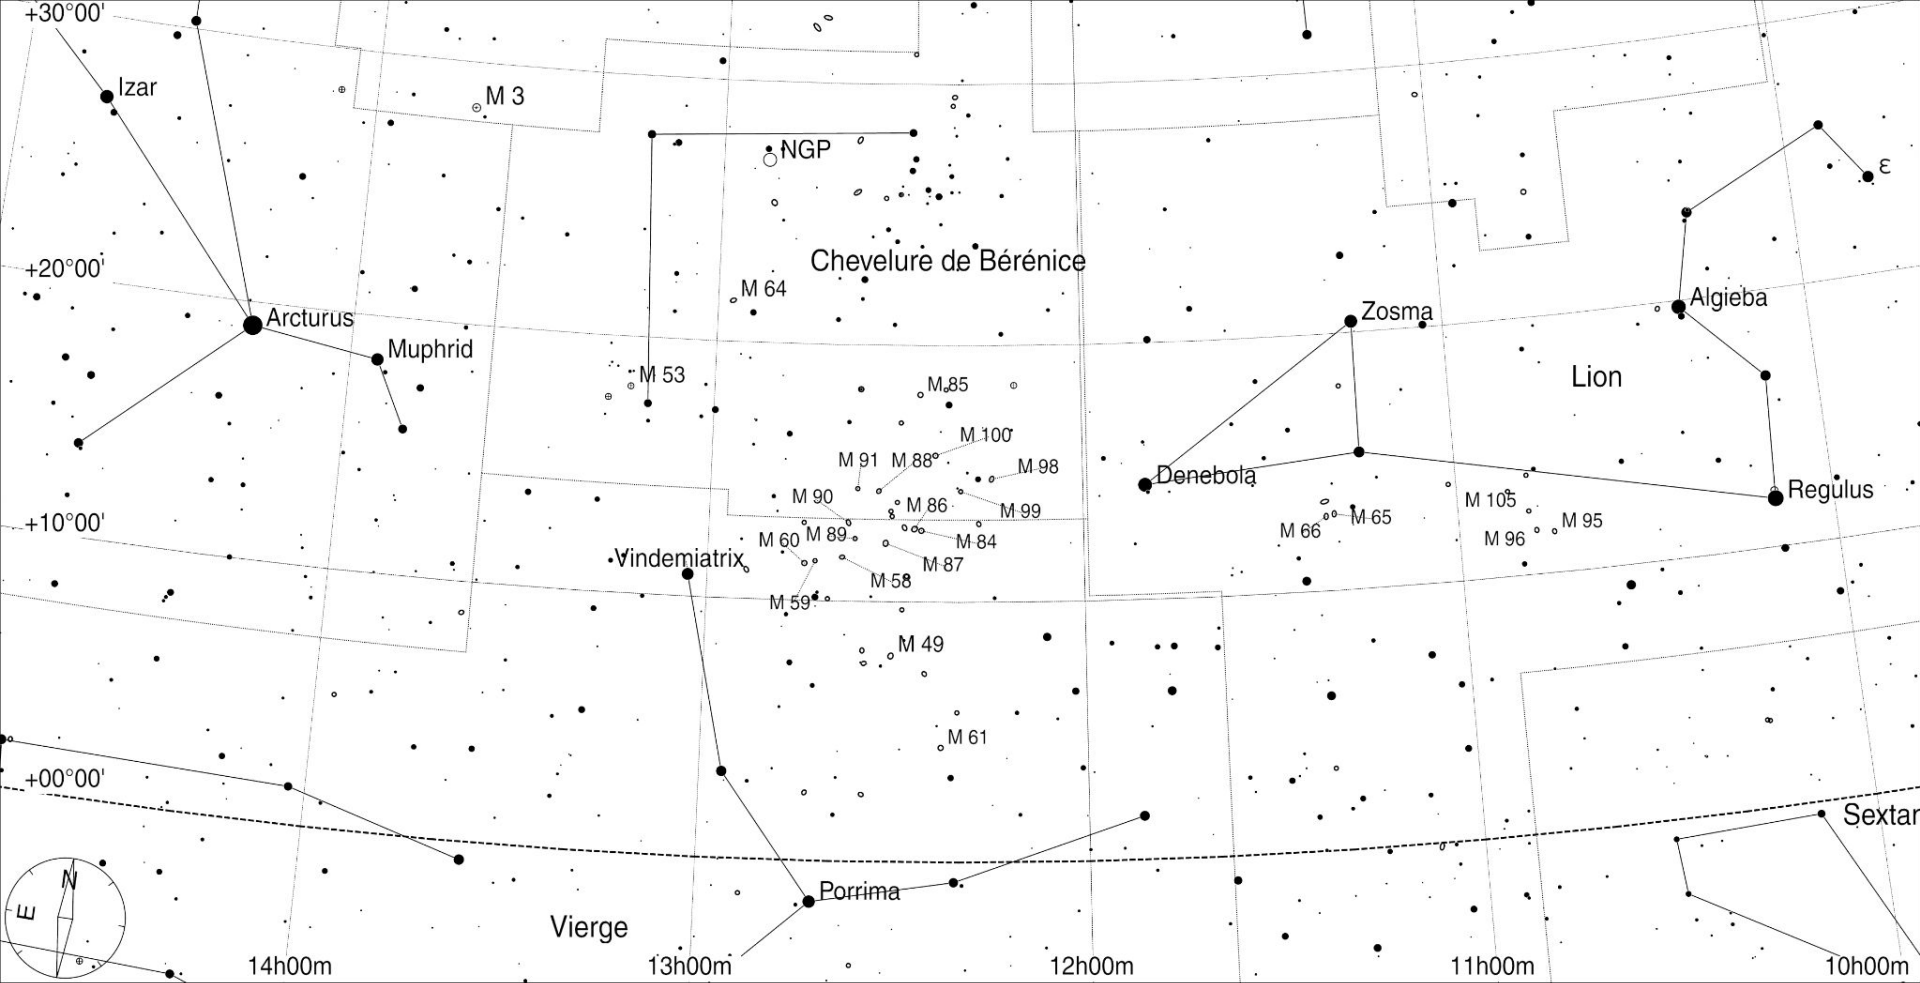 +30°00'
Izar
M 3
NGP
ε
+20°00'
Chevelure de Bérénice
M 64
Algieba
Zosma
Arcturus
Muphrid
M 53
M 85
Lion
M 100
M 91
M 88
M 98
Denebola
Regulus
M 90
M 86
M 99
M 105
M 95
M 66
M 65
M 96
+10°00'
M 60
M 89
M 84
Vindemiatrix
M 87
M 58
M 59
M 49
M 61
+00°00'
Sextan
N
E
Porrima
Vierge
14h00m
13h00m
12h00m
11h00m
10h00m